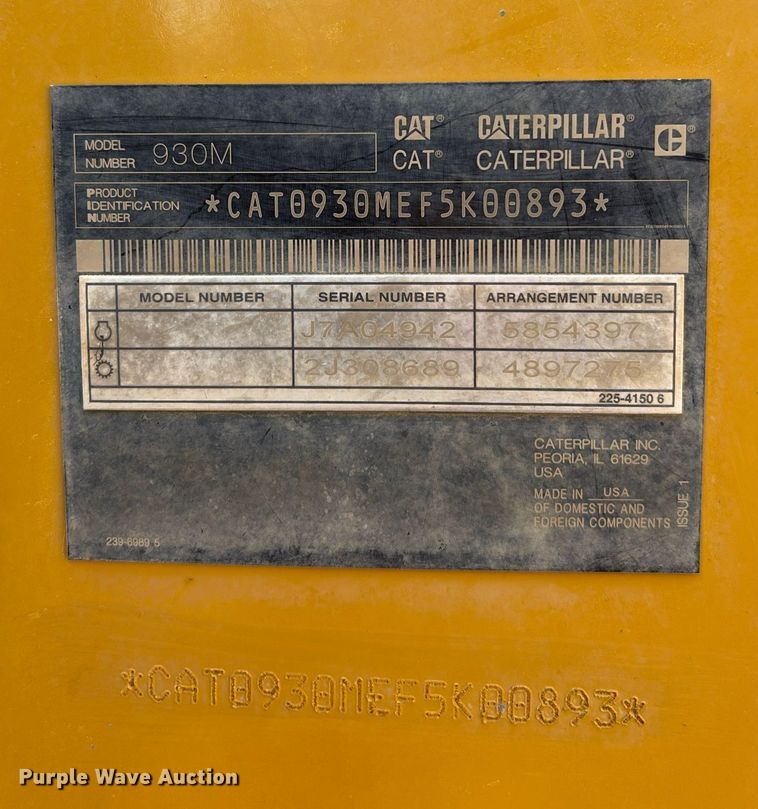 MODEL NUMBER 930M
CAT® CATERPILLAR®
CAT® CATERPILLAR®
PRODUCT IDENTIFICATION NUMBER *CAT0930MEF5K00893*
MODEL NUMBER SERIAL NUMBER ARRANGEMENT NUMBER
J7A04942 5854397
2J308689 4897275
225-4150 6
CATERPILLAR INC.
PEORIA, IL 61629
USA
MADE IN USA
OF DOMESTIC AND
FOREIGN COMPONENTS
ISSUE 1
239-6989 5
*CAT0930MEF5K00893*
Purple Wave Auction